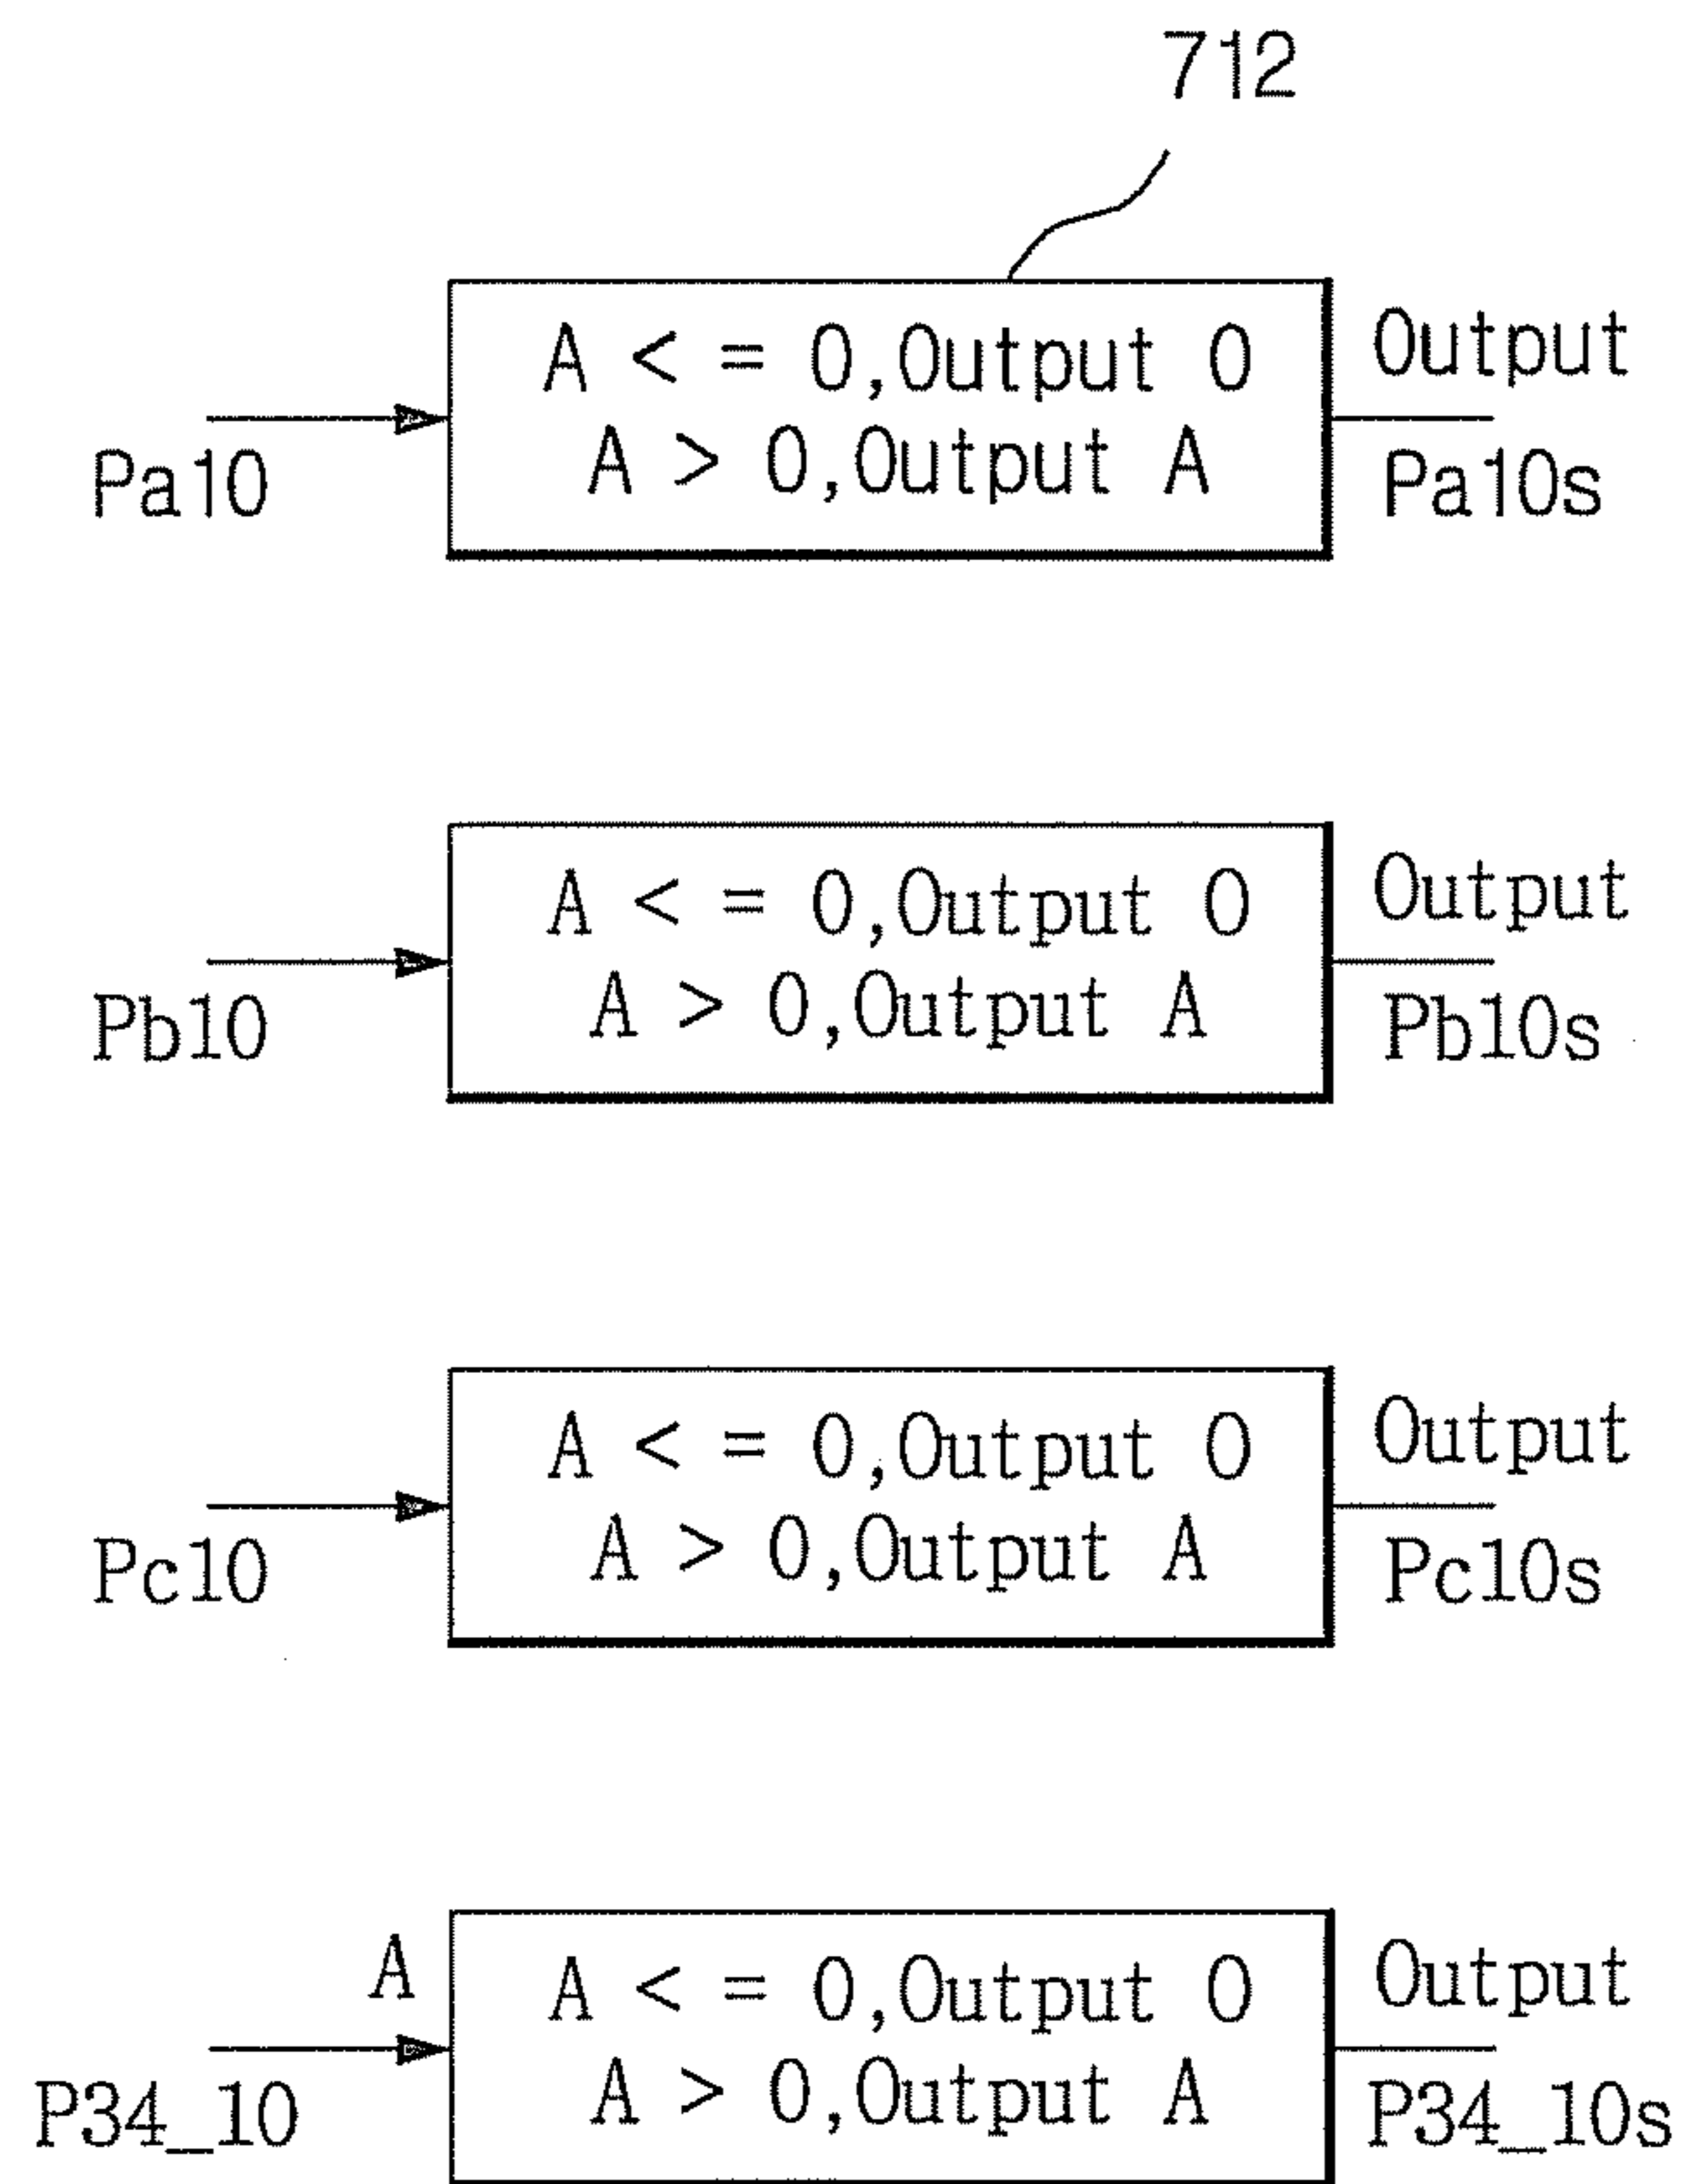 712
A < = 0,Output 0
A > 0,Output A
Output
Pa10
Pa10s
A < = 0,Output 0
A > 0,Output A
Output
Pb10
Pb10s
A < = 0,Output 0
A > 0,Output A
Output
Pc10
Pc10s
A
A < = 0,Output 0
A > 0,Output A
Output
P34_10
P34_10s